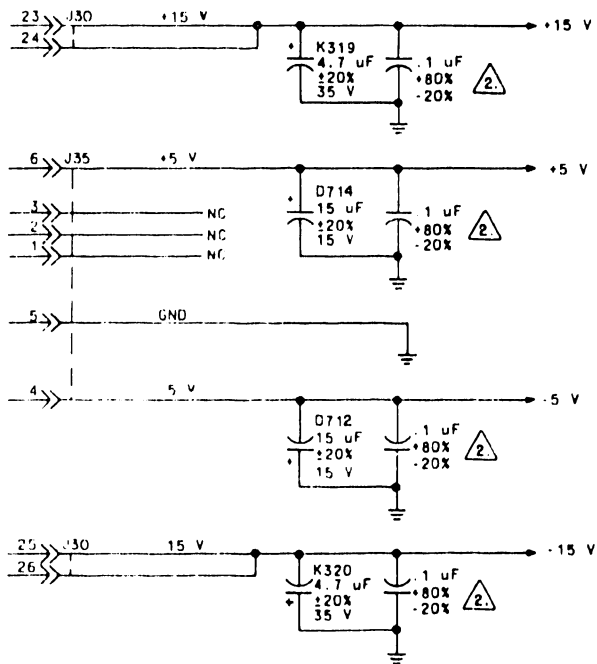 23 J30 +15 V +15 V
24
K319
4.7 uF
±20%
35 V
.1 uF
+80%
-20%
2.
6 J35 +5 V +5 V
3 NC
2 NC
1 NC
D714
15 uF
±20%
15 V
.1 uF
+80%
-20%
2.
5 GND
4 5 V -5 V
D712
15 uF
±20%
15 V
.1 uF
+80%
-20%
2.
25 J30 15 V -15 V
26
K320
4.7 uF
±20%
35 V
.1 uF
+80%
-20%
2.